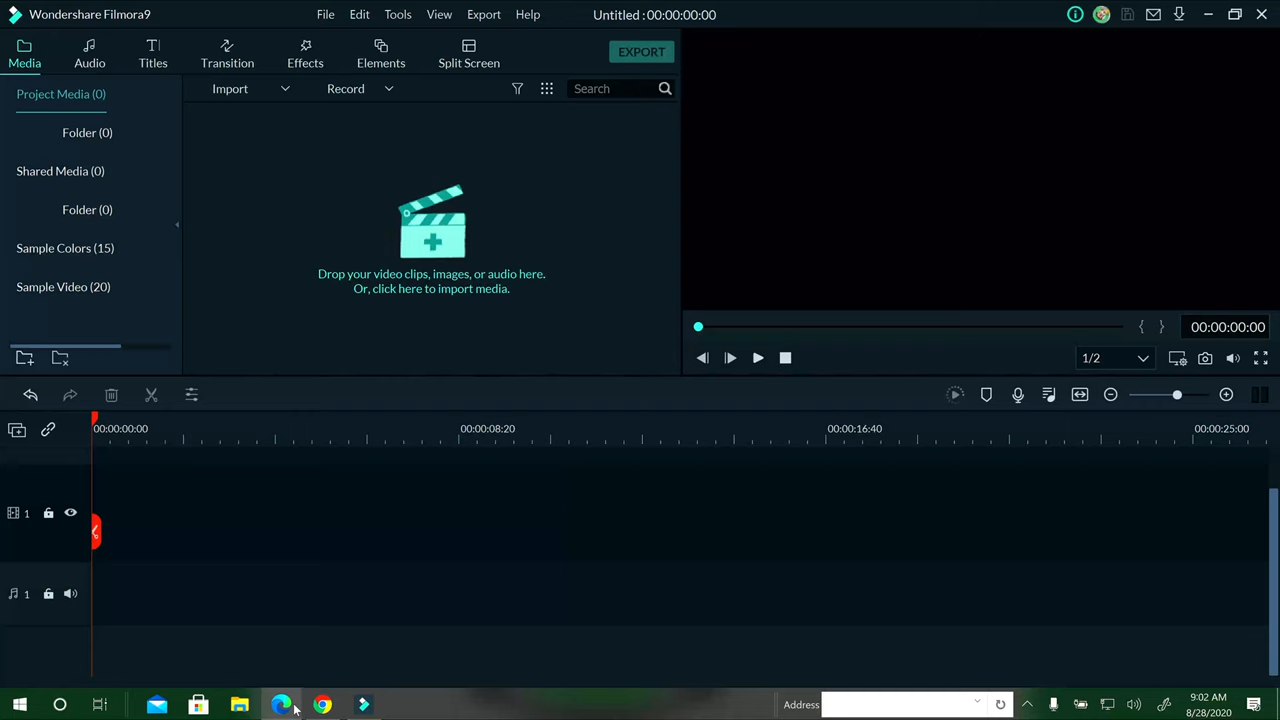 Wondershare Filmora9
File Edit Tools View Export Help
Untitled : 00:00:00:00
Media Audio Titles Transition Effects Elements Split Screen
EXPORT
Project Media (0)
Folder (0)
Shared Media (0)
Folder (0)
Sample Colors (15)
Sample Video (20)
Import
Record
Search
Drop your video clips, images, or audio here.
Or, click here to import media.
{ }
00:00:00:00
1/2
00:00:00:00 00:00:08:20 00:00:16:40 00:00:25:00
1
1
Address
9:02 AM
8/28/2020